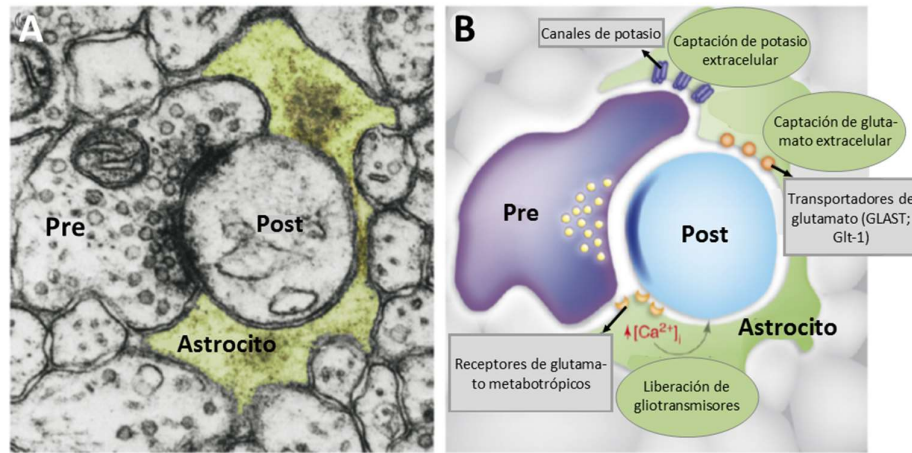 A
Pre
Post
Astrocito
B
Canales de potasio
Captación de potasio
extracelular
Captación de gluta-
mato extracelular
Transportadores de
glutamato (GLAST;
Glt-1)
Pre
Post
[Ca²⁺]i
Astrocito
Receptores de glutama-
to metabotrópicos
Liberación de
gliotransmisores